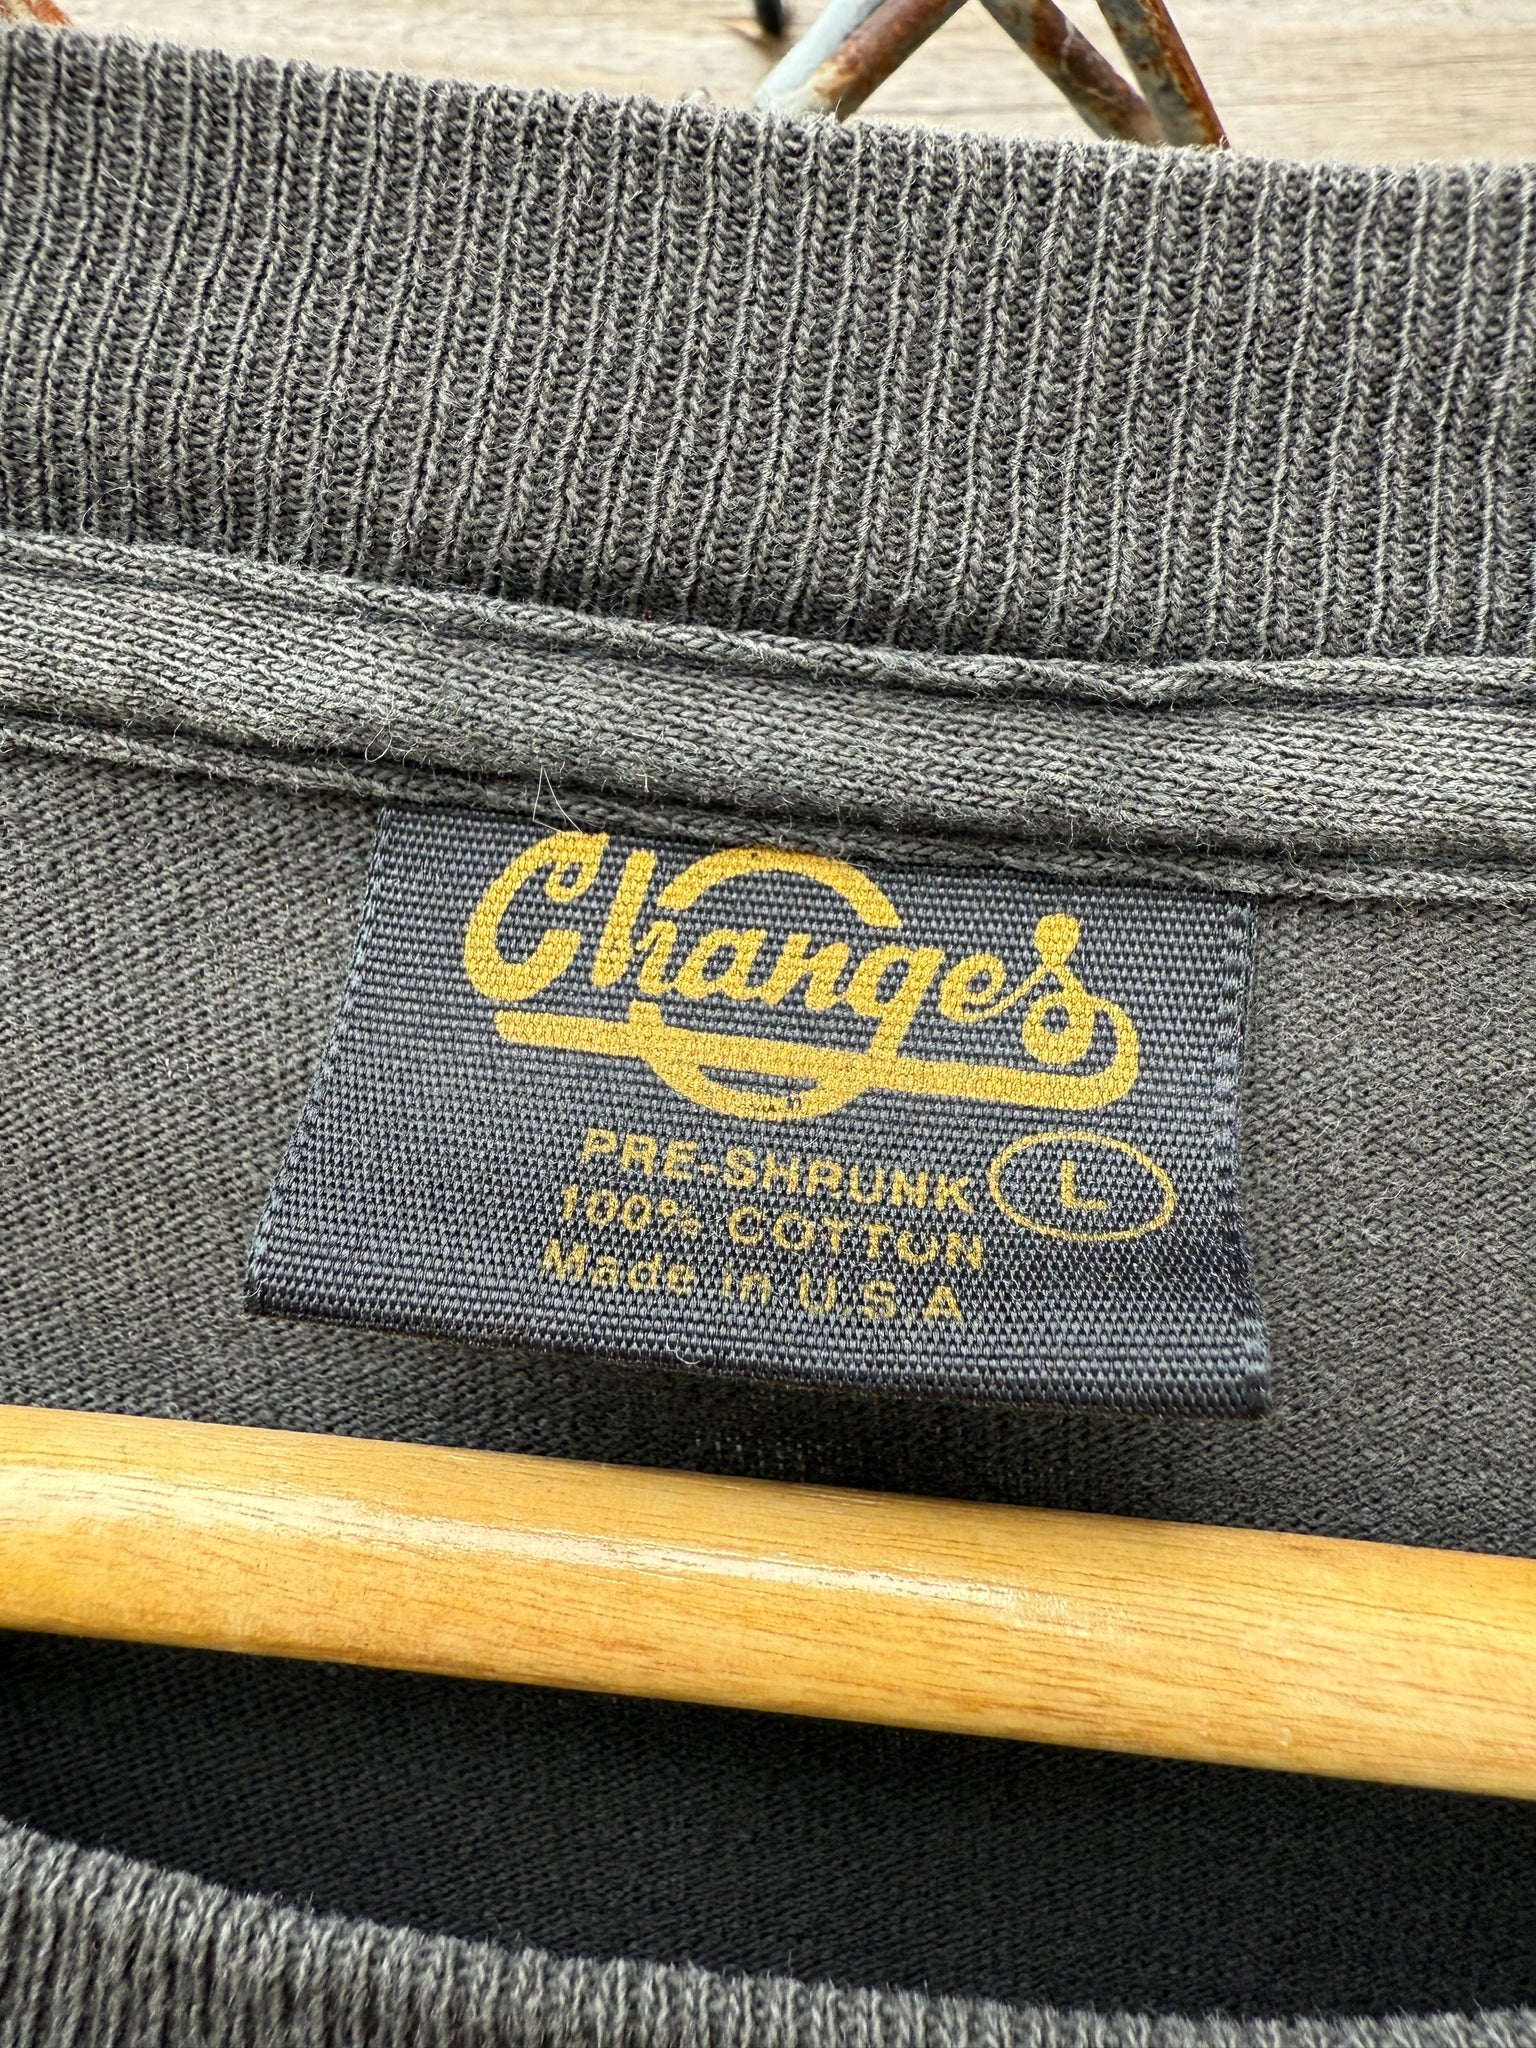 Changes
PRE-SHRUNK
L
100% COTTON
Made in U.S.A